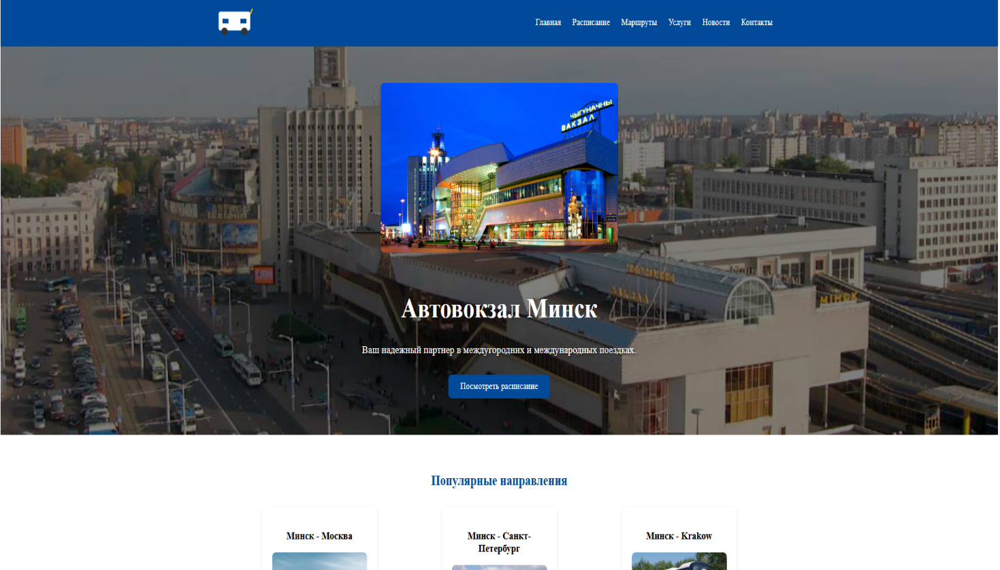 Главная Расписание Маршруты Услуги Новости Контакты
ЧЫГУНАЧНЫ
ВАКЗАЛ
МІНСК
Автовокзал Минск
Ваш надежный партнер в междугородних и международных поездках.
Посмотреть расписание
Популярные направления
Минск - Москва
Минск - Санкт-
Петербург
Минск - Krakow